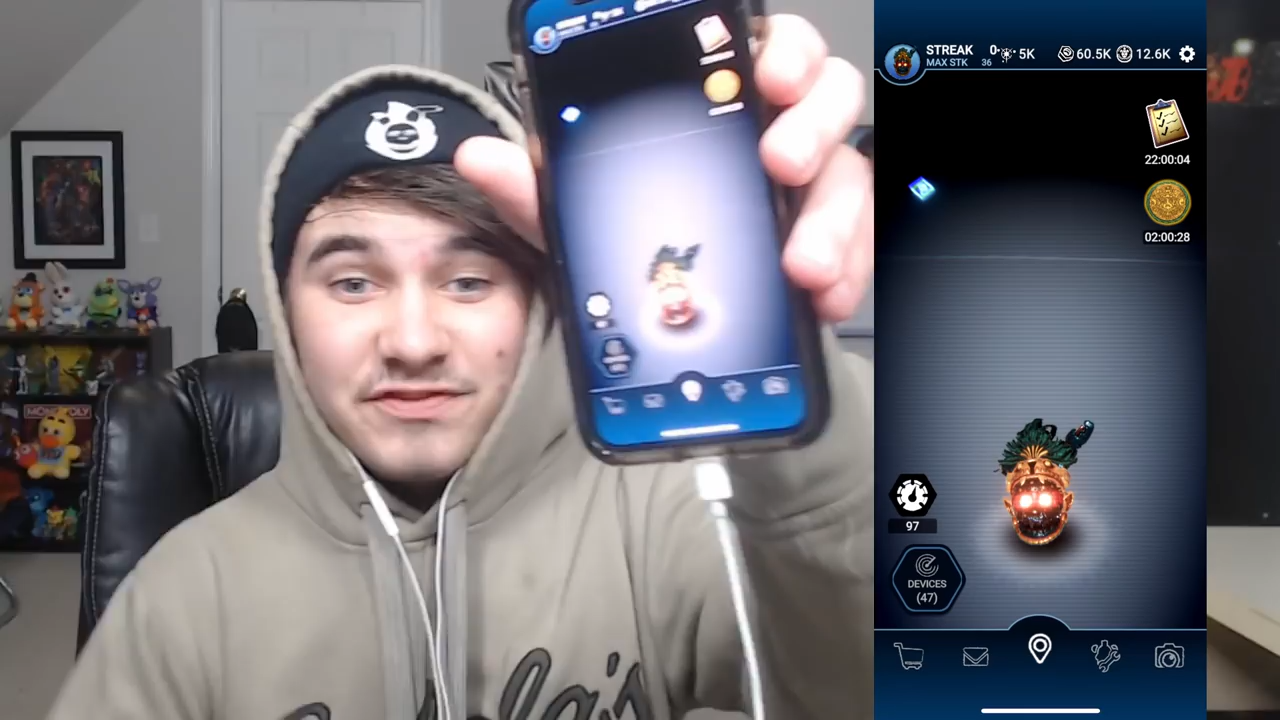 STREAK
MAX STK 36
0
5K
60.5K
12.6K
22:00:04
02:00:28
97
DEVICES
(47)
MONOPOLY
STREAK